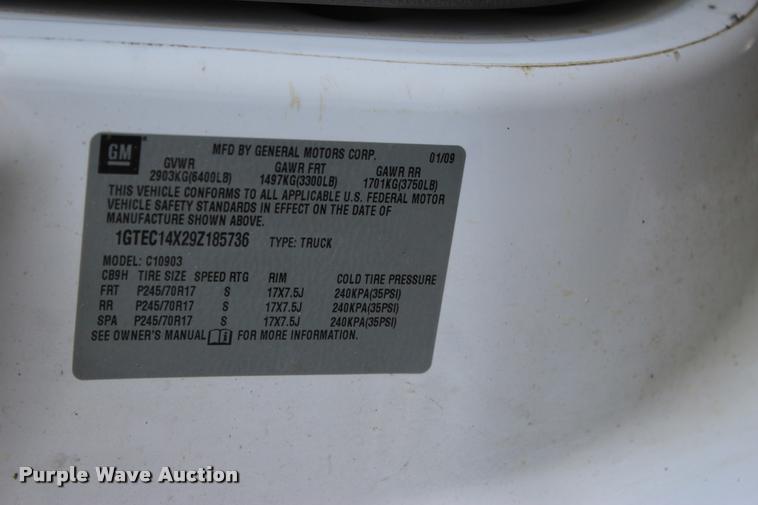 GM
MFD BY GENERAL MOTORS CORP. 01/09
GVWR GAWR FRT GAWR RR
2903KG(6400LB) 1497KG(3300LB) 1701KG(3750LB)
THIS VEHICLE CONFORMS TO ALL APPLICABLE U.S. FEDERAL MOTOR
VEHICLE SAFETY STANDARDS IN EFFECT ON THE DATE OF
MANUFACTURE SHOWN ABOVE.
1GTEC14X29Z185736 TYPE: TRUCK
MODEL: C10903
CB9H TIRE SIZE SPEED RTG RIM COLD TIRE PRESSURE
FRT P245/70R17 S 17X7.5J 240KPA(35PSI)
RR P245/70R17 S 17X7.5J 240KPA(35PSI)
SPA P245/70R17 S 17X7.5J 240KPA(35PSI)
SEE OWNER'S MANUAL FOR MORE INFORMATION.
Purple Wave Auction